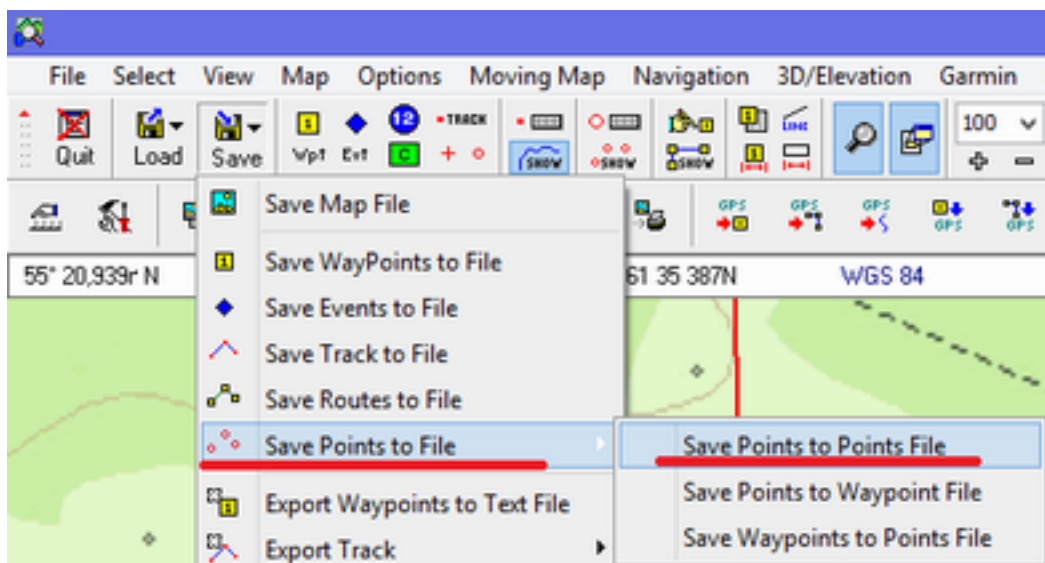 File Select View Map Options Moving Map Navigation 3D/Elevation Garmin
12 TRACK 100
Quit Load Save Wpt Evt C SHOW SHOW SHOW LINE
GPS GPS GPS GPS GPS
55° 20,939r N 61 35 387N WGS 84
Save Map File
Save WayPoints to File
Save Events to File
Save Track to File
Save Routes to File
Save Points to File
Save Points to Points File
Save Points to Waypoint File
Export Waypoints to Text File
Save Waypoints to Points File
Export Track